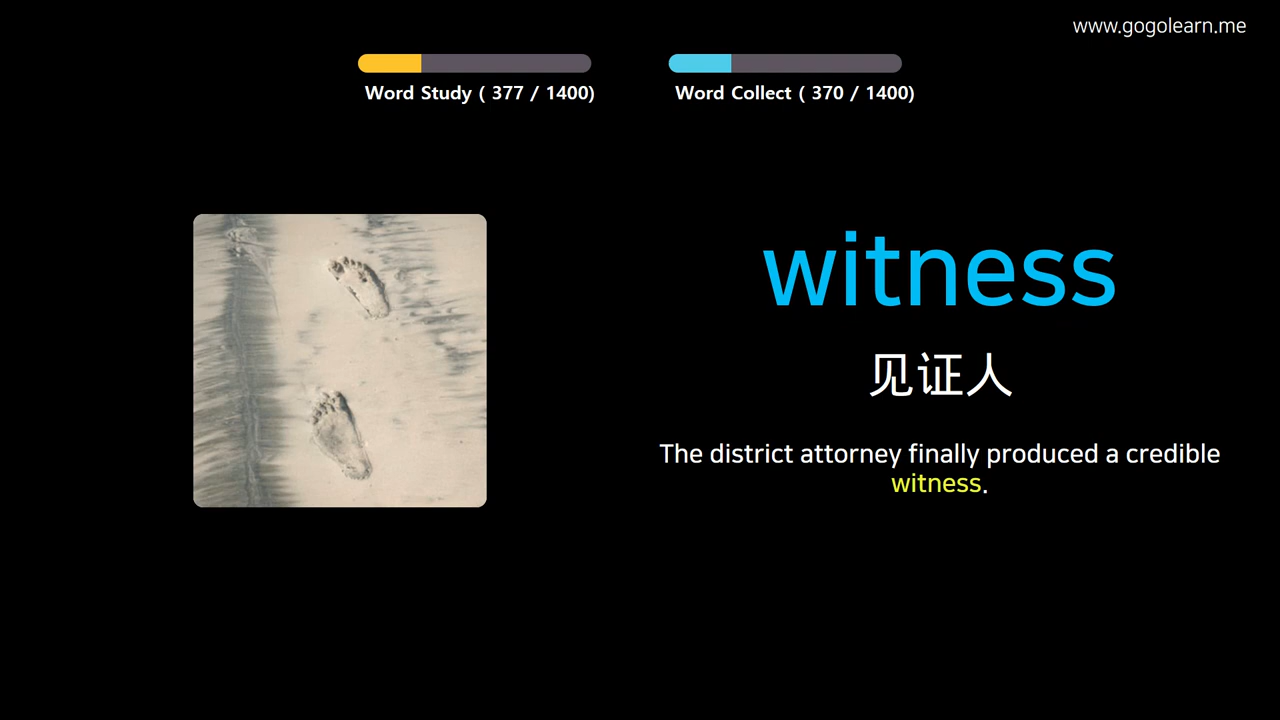 www.gogolearn.me
Word Study ( 377 / 1400)
Word Collect ( 370 / 1400)
witness
见证人
The district attorney finally produced a credible
witness.